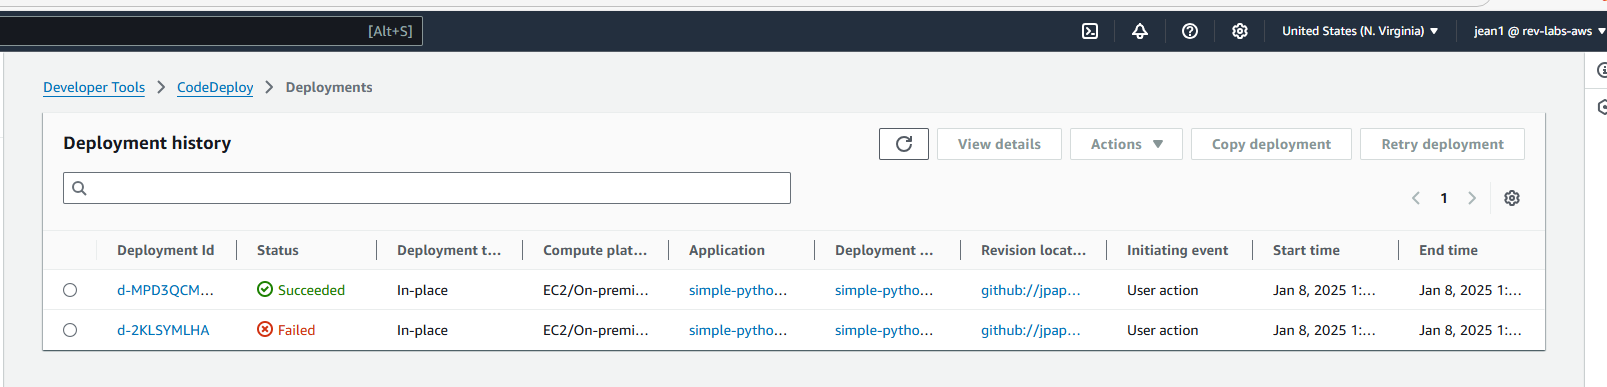 [Alt+S]
United States (N. Virginia) ▼
jean1 @ rev-labs-aws ▼
Developer Tools > CodeDeploy > Deployments
Deployment history
View details
Actions ▼
Copy deployment
Retry deployment
1
Deployment Id Status Deployment t... Compute plat... Application Deployment ... Revision locat... Initiating event Start time End time
d-MPD3QCM... Succeeded In-place EC2/On-premi... simple-pytho... simple-pytho... github://jpap... User action Jan 8, 2025 1:... Jan 8, 2025 1:...
d-2KLSYMLHA Failed In-place EC2/On-premi... simple-pytho... simple-pytho... github://jpap... User action Jan 8, 2025 1:... Jan 8, 2025 1:...